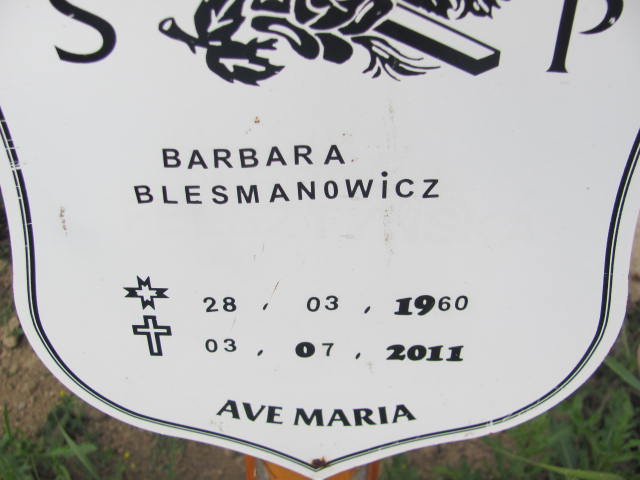 S P
BARBARA
BLESMANOWiCZ
28 . 03 . 1960
03 . 07 . 2011
AVE MARIA